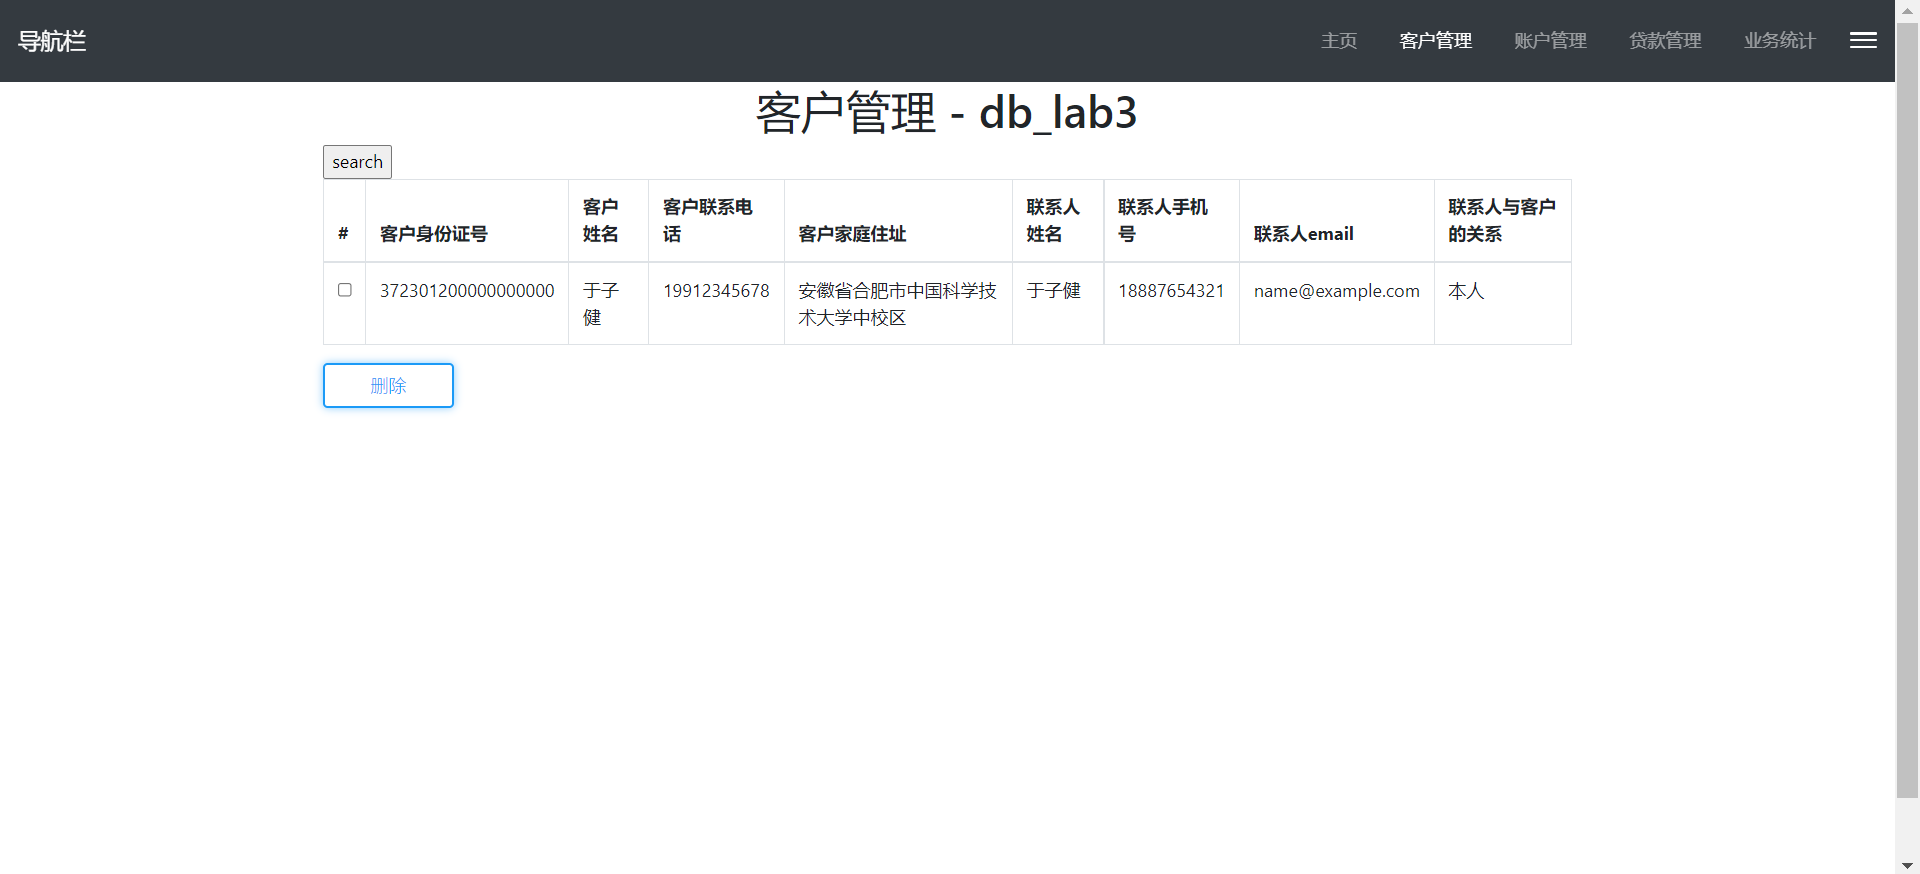 导航栏
主页 客户管理 账户管理 贷款管理 业务统计
客户管理 - db_lab3
search
# 客户身份证号 客户姓名 客户联系电话 客户家庭住址 联系人姓名 联系人手机号 联系人email 联系人与客户的关系
372301200000000000 于子健 19912345678 安徽省合肥市中国科学技术大学中校区 于子健 18887654321 name@example.com 本人
删除